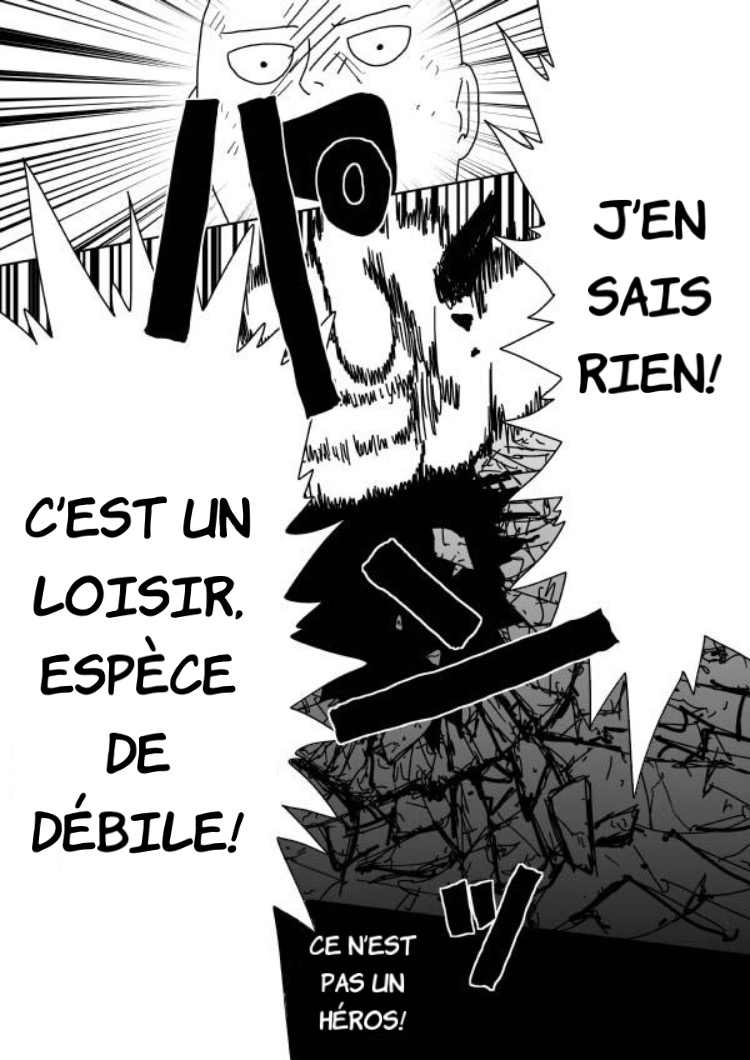 J'EN
SAIS
RIEN!
C'EST UN
LOISIR,
ESPÈCE
DE
DÉBILE!
CE N'EST
PAS UN
HÉROS!